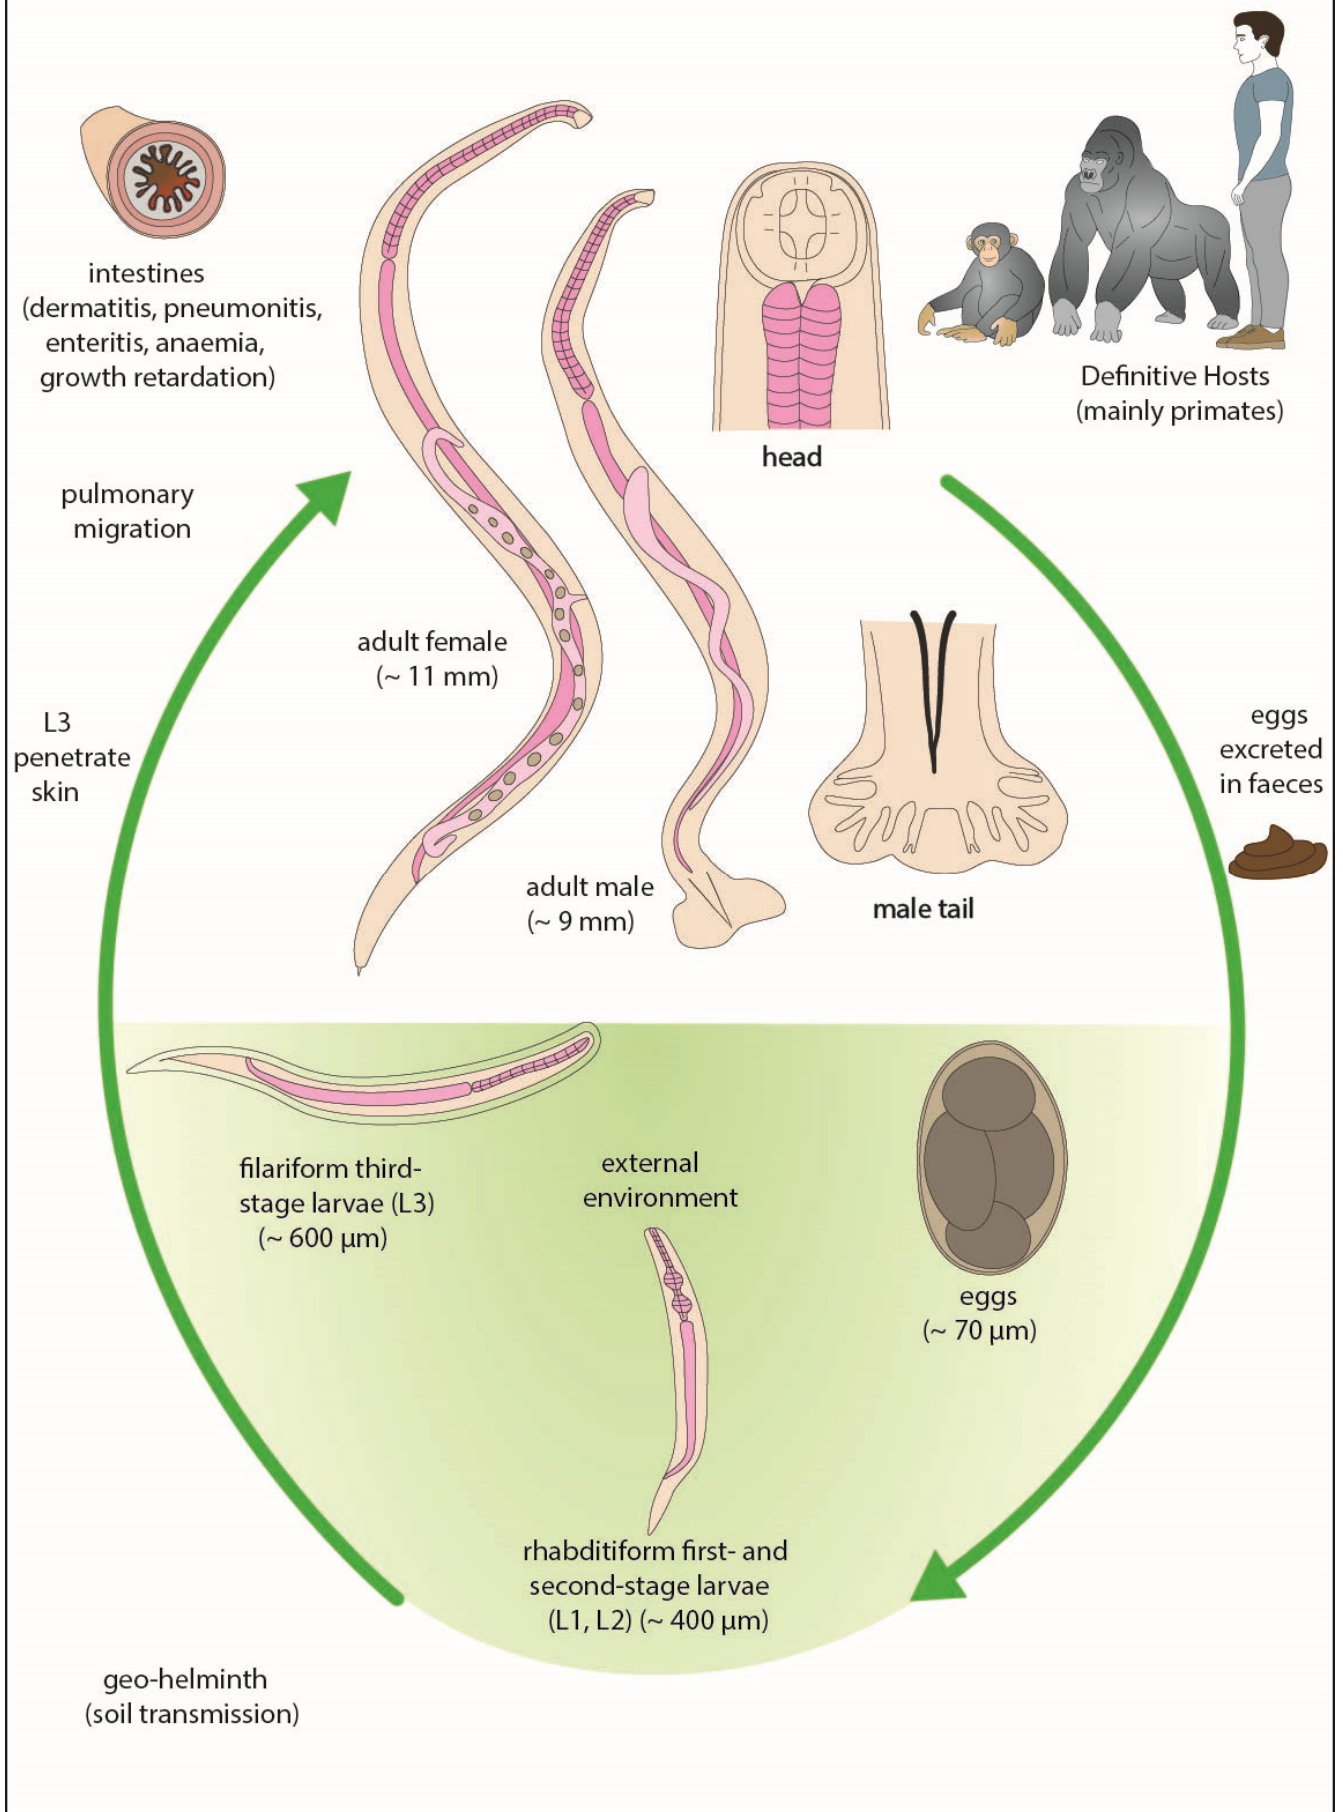 intestines
(dermatitis, pneumonitis,
enteritis, anaemia,
growth retardation)
head
Definitive Hosts
(mainly primates)
pulmonary
migration
adult female
(~ 11 mm)
L3
penetrate
skin
eggs
excreted
in faeces
adult male
(~ 9 mm)
male tail
filariform third-
stage larvae (L3)
(~ 600 µm)
external
environment
eggs
(~ 70 µm)
rhabditiform first- and
second-stage larvae
(L1, L2) (~ 400 µm)
geo-helminth
(soil transmission)